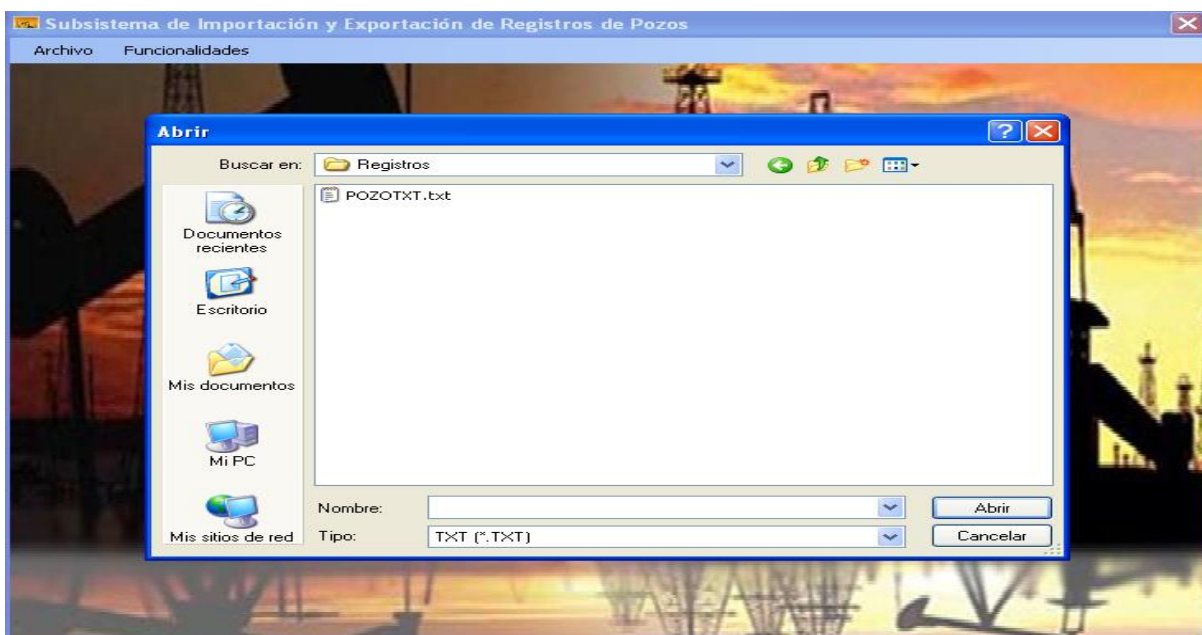 Subsistema de Importación y Exportación de Registros de Pozos
Archivo Funcionalidades
Abrir
Buscar en: Registros
POZOTXT.txt
Documentos
recientes
Escritorio
Mis documentos
Mi PC
Mis sitios de red
Nombre: Abrir
Tipo: TXT (*.TXT) Cancelar